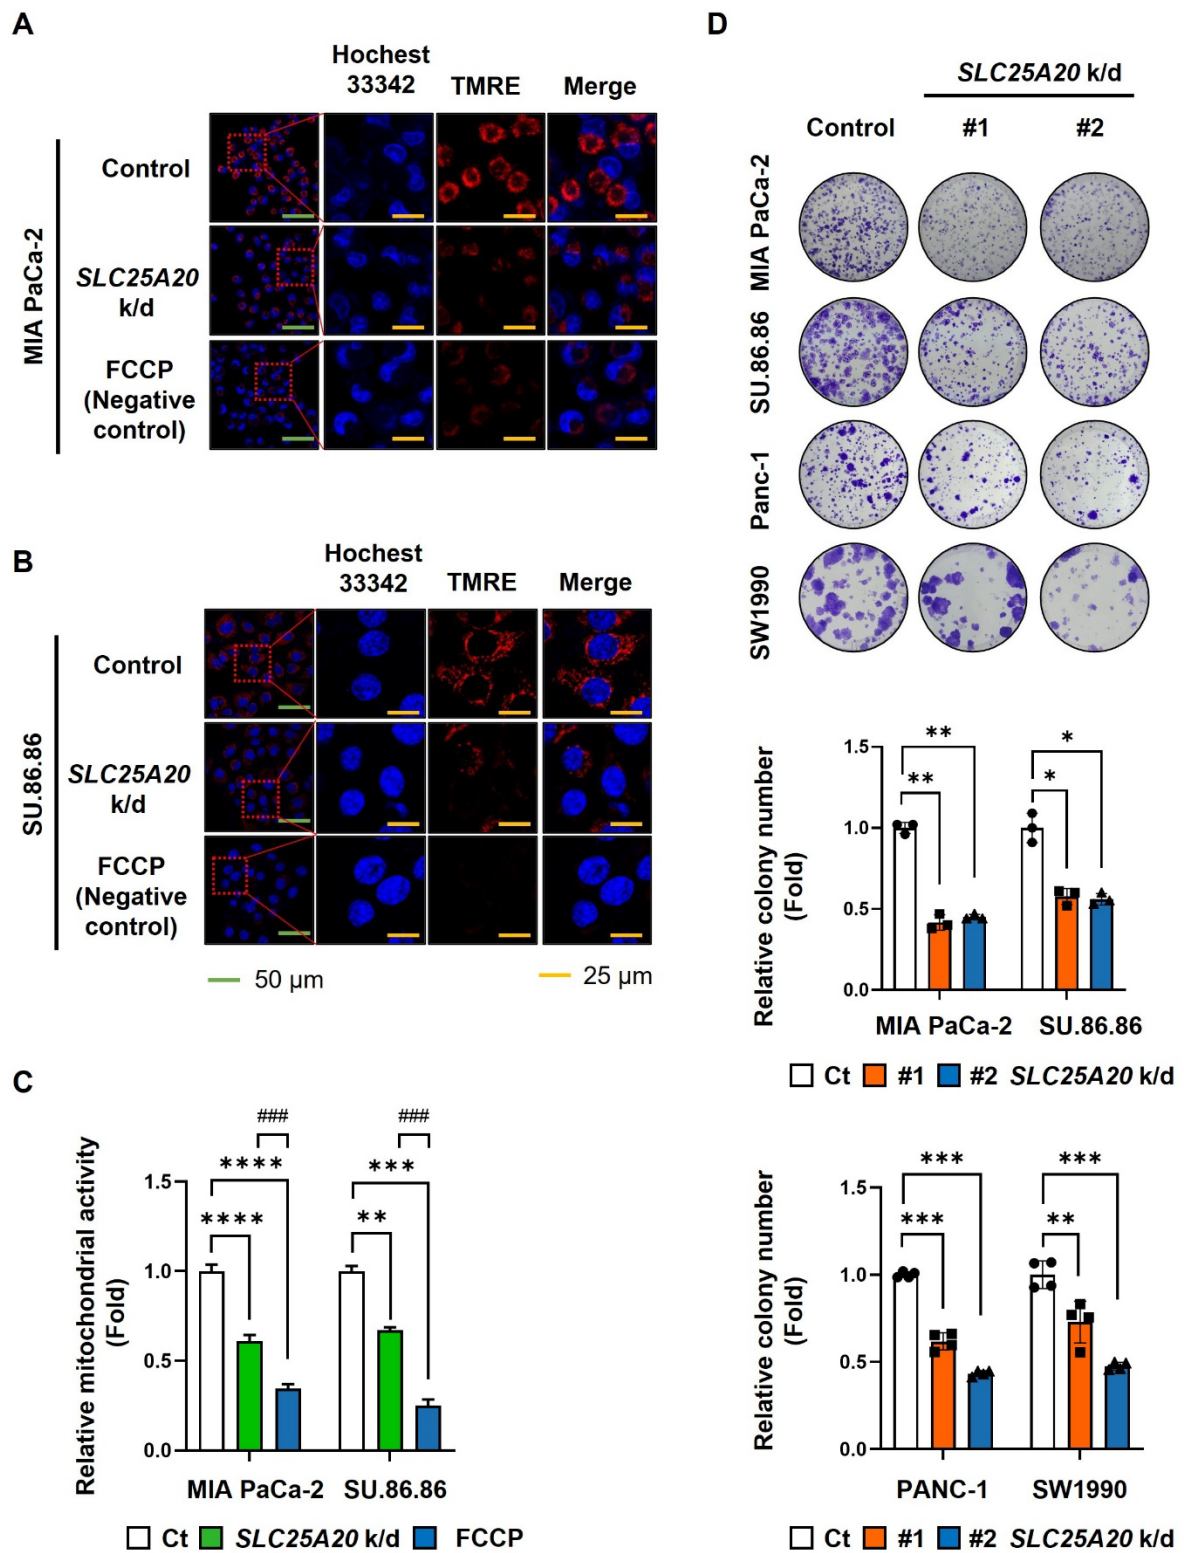 A
Hochest
33342
TMRE
Merge
MIA PaCa-2
Control
SLC25A20
k/d
FCCP
(Negative
control)
B
Hochest
33342
TMRE
Merge
SU.86.86
Control
SLC25A20
k/d
FCCP
(Negative
control)
50 µm
25 µm
C
Relative mitochondrial activity
(Fold)
1.5
1.0
0.5
0.0
****
****
###
**
***
###
MIA PaCa-2
SU.86.86
Ct
SLC25A20 k/d
FCCP
D
SLC25A20 k/d
Control
#1
#2
MIA PaCa-2
SU.86.86
Panc-1
SW1990
Relative colony number
(Fold)
1.5
1.0
0.5
0.0
**
**
*
*
MIA PaCa-2
SU.86.86
Ct
#1
#2 SLC25A20 k/d
Relative colony number
(Fold)
1.5
1.0
0.5
0.0
***
***
***
**
PANC-1
SW1990
Ct
#1
#2 SLC25A20 k/d